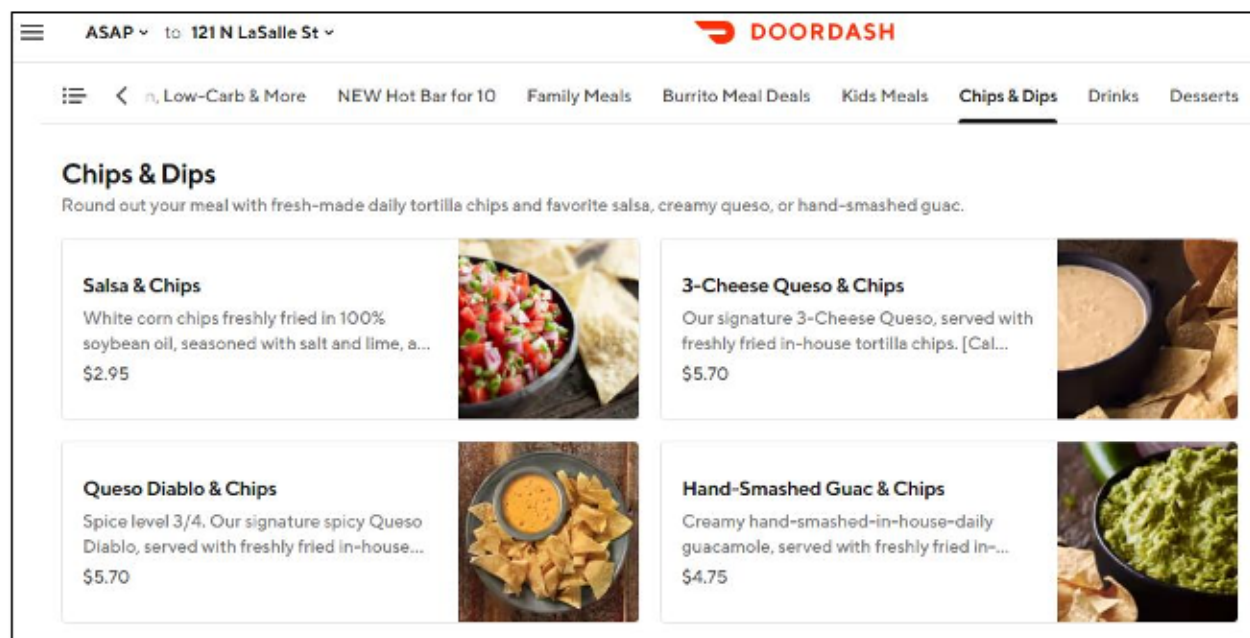 ASAP to 121 N LaSalle St
DOORDASH
n, Low-Carb & More NEW Hot Bar for 10 Family Meals Burrito Meal Deals Kids Meals Chips & Dips Drinks Desserts
Chips & Dips
Round out your meal with fresh-made daily tortilla chips and favorite salsa, creamy queso, or hand-smashed guac.
Salsa & Chips
White corn chips freshly fried in 100%
soybean oil, seasoned with salt and lime, a...
$2.95
3-Cheese Queso & Chips
Our signature 3-Cheese Queso, served with
freshly fried in-house tortilla chips. [Cal...
$5.70
Queso Diablo & Chips
Spice level 3/4. Our signature spicy Queso
Diablo, served with freshly fried in-house...
$5.70
Hand-Smashed Guac & Chips
Creamy hand-smashed-in-house-daily
guacamole, served with freshly fried in-...
$4.75